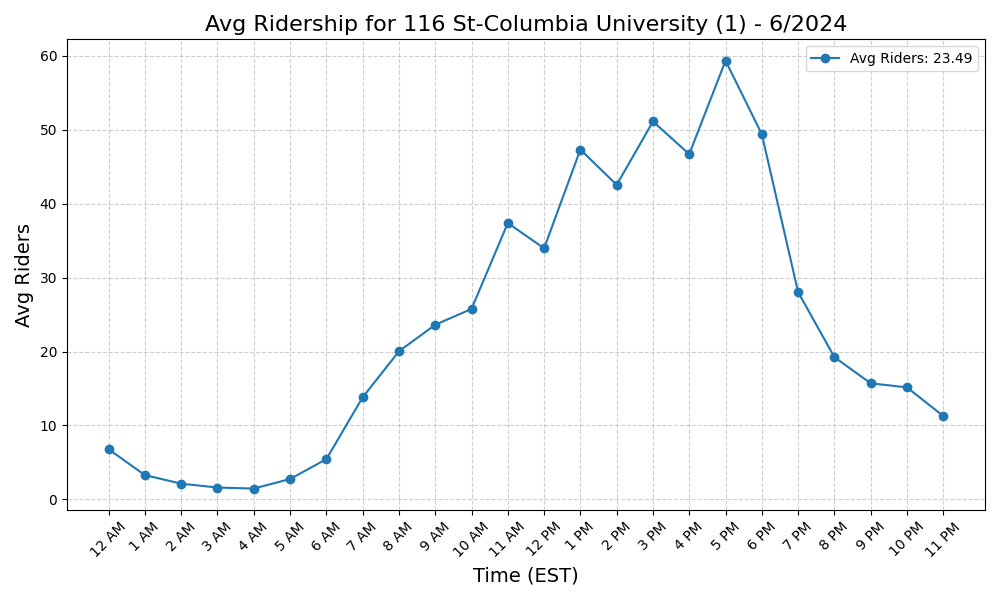 Avg Ridership for 116 St-Columbia University (1) - 6/2024
Avg Riders: 23.49
Avg Riders
60
50
40
30
20
10
0
12 AM
1 AM
2 AM
3 AM
4 AM
5 AM
6 AM
7 AM
8 AM
9 AM
10 AM
11 AM
12 PM
1 PM
2 PM
3 PM
4 PM
5 PM
6 PM
7 PM
8 PM
9 PM
10 PM
11 PM
Time (EST)